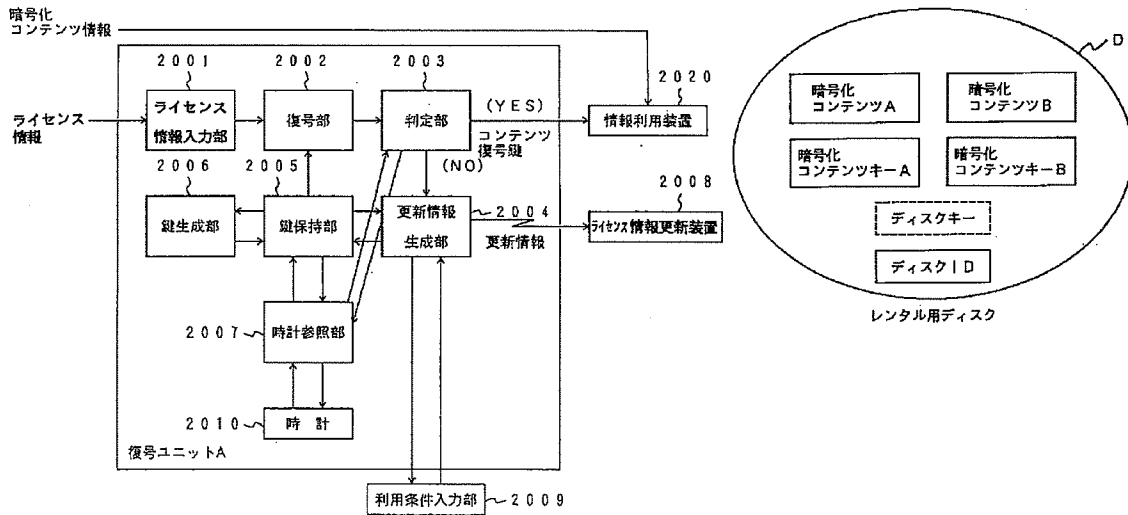 暗号化
コンテンツ情報
ライセンス
情報
2001
2002
2003
2020
ライセンス
情報入力部
復号部
判定部
(YES)
コンテンツ
復号鍵
(NO)
情報利用装置
2006
2005
2008
鍵生成部
鍵保持部
更新情報
生成部
2004
更新情報
ライセンス情報更新装置
2007
時計参照部
2010
時 計
復号ユニットA
利用条件入力部
2009
D
暗号化
コンテンツA
暗号化
コンテンツB
暗号化
コンテンツキーA
暗号化
コンテンツキーB
ディスクキー
ディスクID
レンタル用ディスク